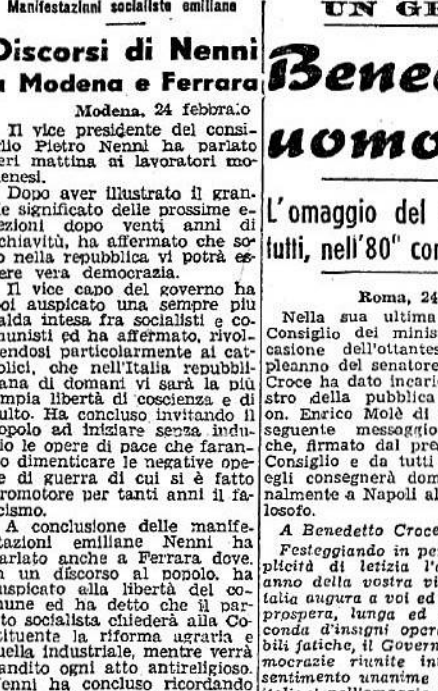 Manifestazioni socialiste emiliane
Discorsi di Nenni
a Modena e Ferrara
Modena, 24 febbraio
Il vice presidente del consi-
glio Pietro Nenni ha parlato
ieri mattina ai lavoratori mo-
denesi.
Dopo aver illustrato il gran-
de significato delle prossime e-
lezioni dopo venti anni di
schiavitù, ha affermato che so-
lo nella repubblica vi potrà es-
sere vera democrazia.
Il vice capo del governo ha
poi auspicato una sempre più
calda intesa fra socialisti e co-
munisti ed ha affermato, rivol-
gendosi particolarmente ai cat-
tolici, che nell'Italia repubbli-
cana di domani vi sarà la più
ampia libertà di coscienza e di
culto. Ha concluso invitando il
popolo ad iniziare senza indu-
gio le opere di pace che faran-
no dimenticare le negative ope-
re di guerra di cui si è fatto
promotore per tanti anni il fa-
scismo.
A conclusione delle manife-
stazioni emiliane Nenni ha
parlato anche a Ferrara dove,
in un discorso al popolo, ha
auspicato alla libertà del co-
mune ed ha detto che il par-
tito socialista chiederà alla Co-
stituente la riforma agraria e
quella industriale, mentre verrà
bandito ogni atto antireligioso.
Nenni ha concluso ricordando
UN GR
Bene
uomo
L'omaggio del
tutti, nell'80° co
Roma, 24
Nella sua ultima
Consiglio dei minis
casione dell'ottantes
pleanno del senatore
Croce ha dato incari
stro della pubblica
on. Enrico Molè di
seguente messaggio
che, firmato dal pre
Consiglio e da tutti
egli consegnerà dom
nalmente a Napoli al
losofo.
A Benedetto Croce
Festeggiando in pe
plicità di letizia l'
anno della vostra vi
talia augura a voi ed
prospera, lunga ed
conda d'insigni oper
bili fatiche, il Govern
mocrazie riunite in
sentimento unanime